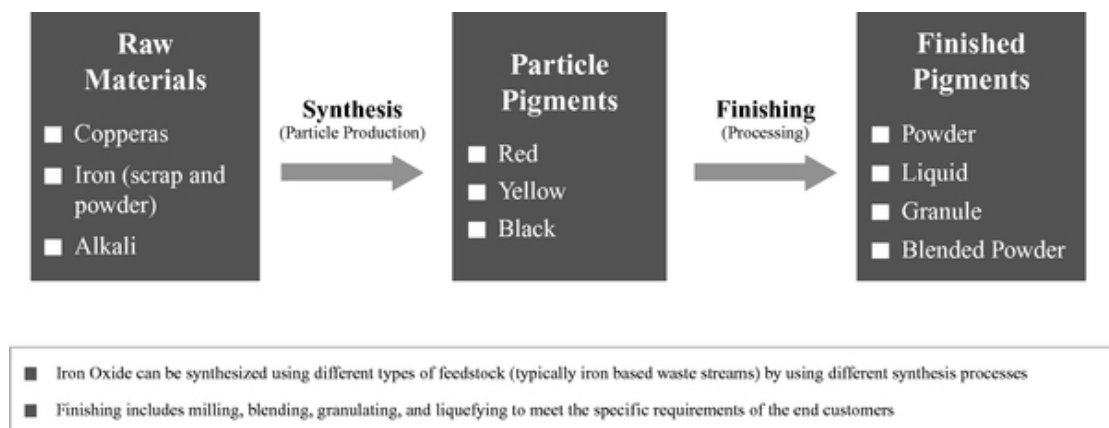 Raw
Materials
Copperas
Iron (scrap and
powder)
Alkali
Synthesis
(Particle Production)
Particle
Pigments
Red
Yellow
Black
Finishing
(Processing)
Finished
Pigments
Powder
Liquid
Granule
Blended Powder
Iron Oxide can be synthesized using different types of feedstock (typically iron based waste streams) by using different synthesis processes
Finishing includes milling, blending, granulating, and liquefying to meet the specific requirements of the end customers